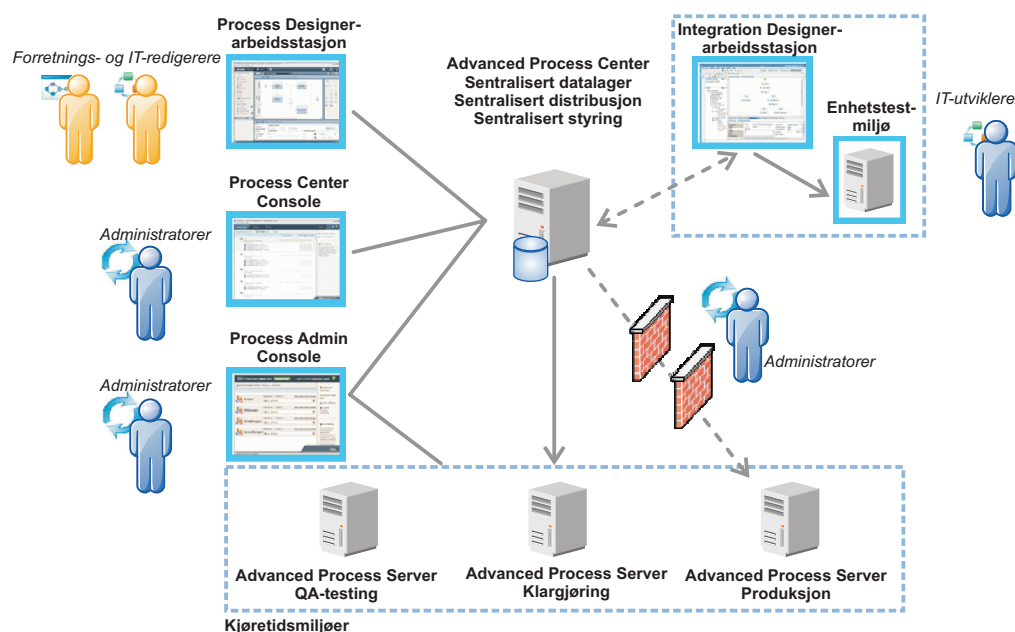 Process Designer-
arbeidsstasjon
Forretnings- og IT-redigerere
Advanced Process Center
Sentralisert datalager
Sentralisert distribusjon
Sentralisert styring
Integration Designer-
arbeidsstasjon
Enhetstest-
miljø
IT-utviklere
Process Center
Console
Administratorer
Process Admin
Console
Administratorer
Administratorer
Advanced Process Server
QA-testing
Advanced Process Server
Klargjøring
Advanced Process Server
Produksjon
Kjøretidsmiljøer